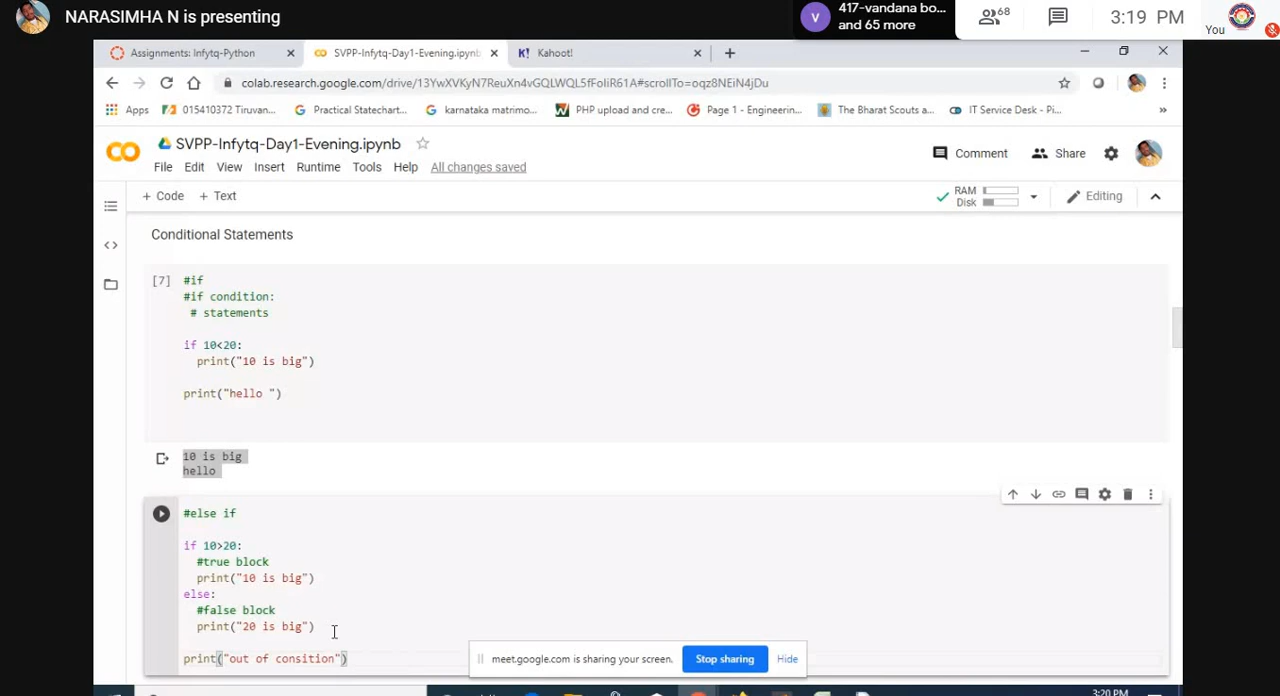 NARASIMHA N is presenting
V
417-vandana bo...
and 65 more
68
3:19 PM
You
Assignments: Infytq-Python
SVPP-Infytq-Day1-Evening.ipynb
K! Kahoot!
colab.research.google.com/drive/13YwXVKyN7ReuXn4vGQLWQL5fFoliR61A#scrollTo=oqz8NEiN4jDu
Apps
015410372 Tiruvan...
Practical Statechart...
karnataka matrimo...
PHP upload and cre...
Page 1 - Engineerin...
The Bharat Scouts a...
IT Service Desk - Pi...
»
SVPP-Infytq-Day1-Evening.ipynb
Comment
Share
File Edit View Insert Runtime Tools Help All changes saved
+ Code + Text
RAM
Disk
Editing
Conditional Statements
[7] #if
#if condition:
# statements
if 10<20:
print("10 is big")
print("hello ")
10 is big
hello
#else if
if 10>20:
#true block
print("10 is big")
else:
#false block
print("20 is big")
print("out of consition")
meet.google.com is sharing your screen. Stop sharing Hide
3:20 PM